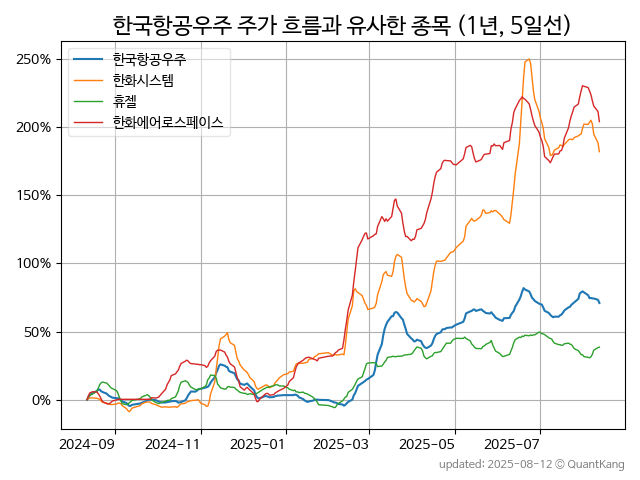 한국항공우주 주가 흐름과 유사한 종목 (1년, 5일선)
한국항공우주
한화시스템
휴젤
한화에어로스페이스
250%
200%
150%
100%
50%
0%
2024-09 2024-11 2025-01 2025-03 2025-05 2025-07
updated: 2025-08-12 © QuantKang